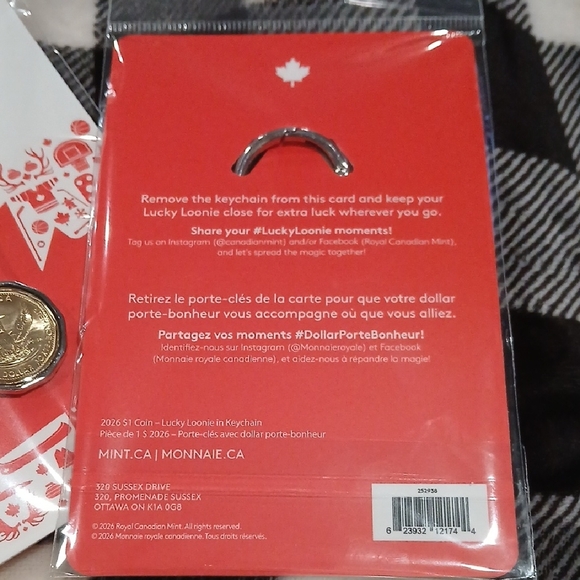 Remove the keychain from this card and keep your
Lucky Loonie close for extra luck wherever you go.
Share your #LuckyLoonie moments!
Tag us on Instagram (@canadianmint) and/or Facebook (Royal Canadian Mint),
and let's spread the magic together!
Retirez le porte-clés de la carte pour que votre dollar
porte-bonheur vous accompagne où que vous alliez.
Partagez vos moments #DollarPorteBonheur!
Identifiez-nous sur Instagram (@Monnaieroyale) et Facebook
(Monnaie royale canadienne), et aidez-nous à répandre la magie!
2026 $1 Coin – Lucky Loonie in Keychain
Pièce de 1 $ 2026 – Porte-clés avec dollar porte-bonheur
MINT.CA | MONNAIE.CA
320 SUSSEX DRIVE
320, PROMENADE SUSSEX
OTTAWA ON K1A 0G8
© 2026 Royal Canadian Mint. All rights reserved.
© 2026 Monnaie royale canadienne. Tous droits réservés.
252938
6 23932 12174 4